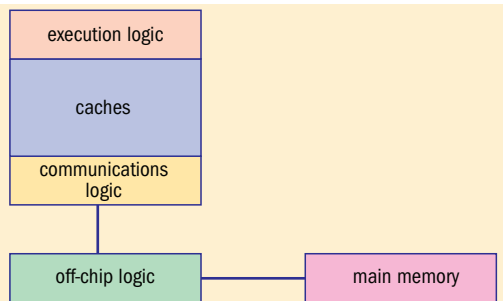 execution logic
caches
communications
logic
off-chip logic
main memory